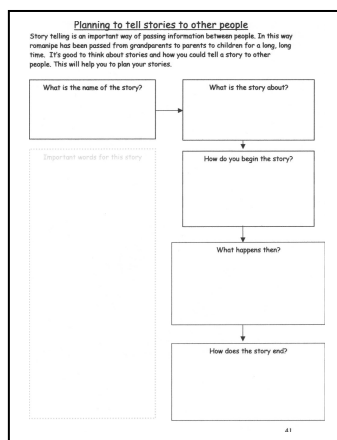 Planning to tell stories to other people
Story telling is an important way of passing information between people. In this way
romanipe has been passed from grandparents to parents to children for a long, long
time. It's good to think about stories and how you could tell a story to other
people. This will help you to plan your stories.
What is the name of the story?
What is the story about?
Important words for this story
How do you begin the story?
What happens then?
How does the story end?
41